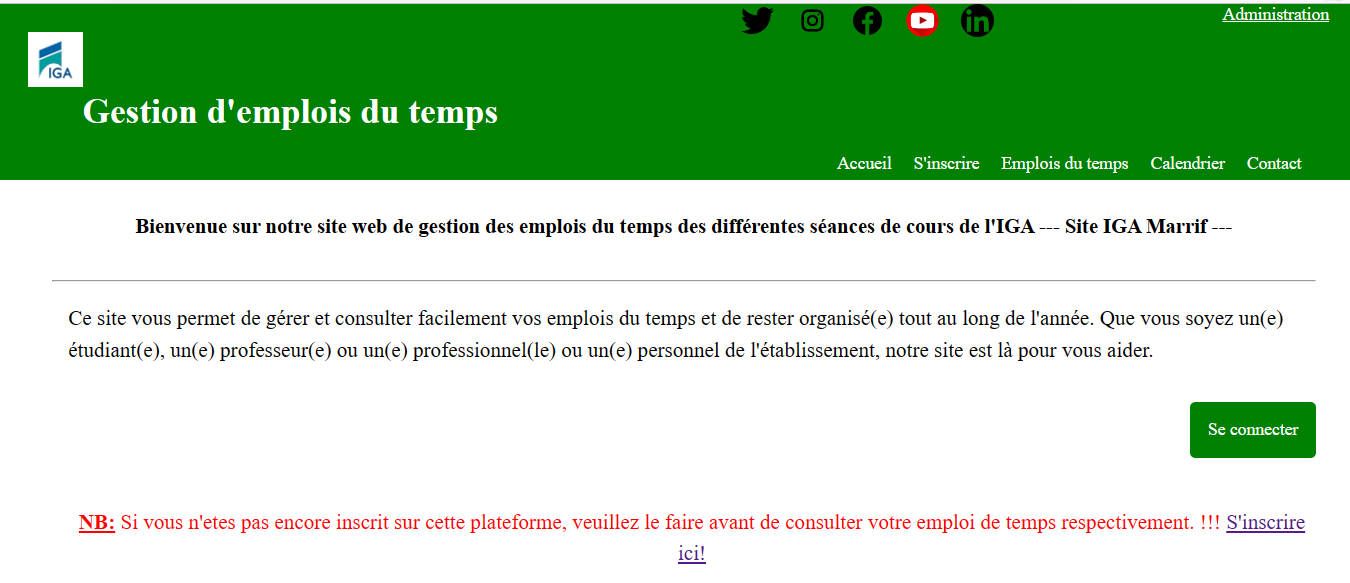 Administration
IGA
Gestion d'emplois du temps
Accueil S'inscrire Emplois du temps Calendrier Contact
Bienvenue sur notre site web de gestion des emplois du temps des différentes séances de cours de l'IGA --- Site IGA Marrif ---
Ce site vous permet de gérer et consulter facilement vos emplois du temps et de rester organisé(e) tout au long de l'année. Que vous soyez un(e)
étudiant(e), un(e) professeur(e) ou un(e) professionnel(le) ou un(e) personnel de l'établissement, notre site est là pour vous aider.
Se connecter
NB: Si vous n'etes pas encore inscrit sur cette plateforme, veuillez le faire avant de consulter votre emploi de temps respectivement. !!! S'inscrire
ici!